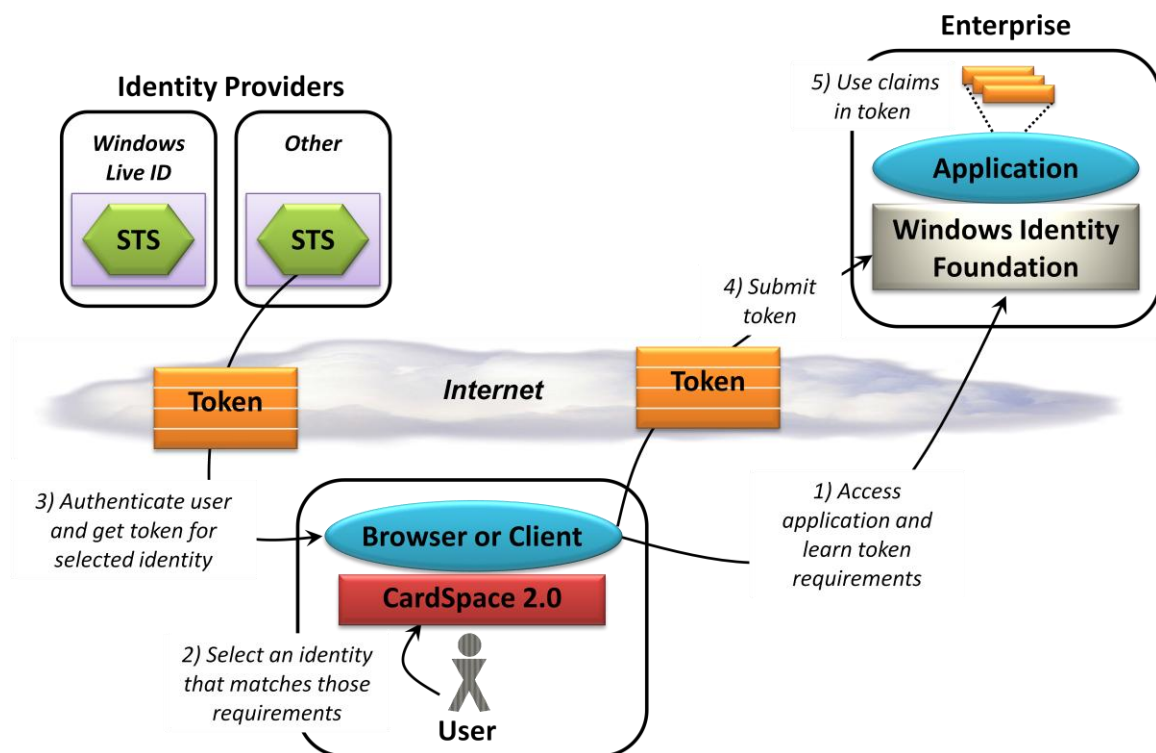 Enterprise
Identity Providers
5) Use claims
in token
Windows
Live ID
Other
Application
STS
STS
Windows Identity
Foundation
4) Submit
token
Internet
Token
Token
3) Authenticate user
and get token for
selected identity
1) Access
application and
learn token
requirements
Browser or Client
CardSpace 2.0
2) Select an identity
that matches those
requirements
User